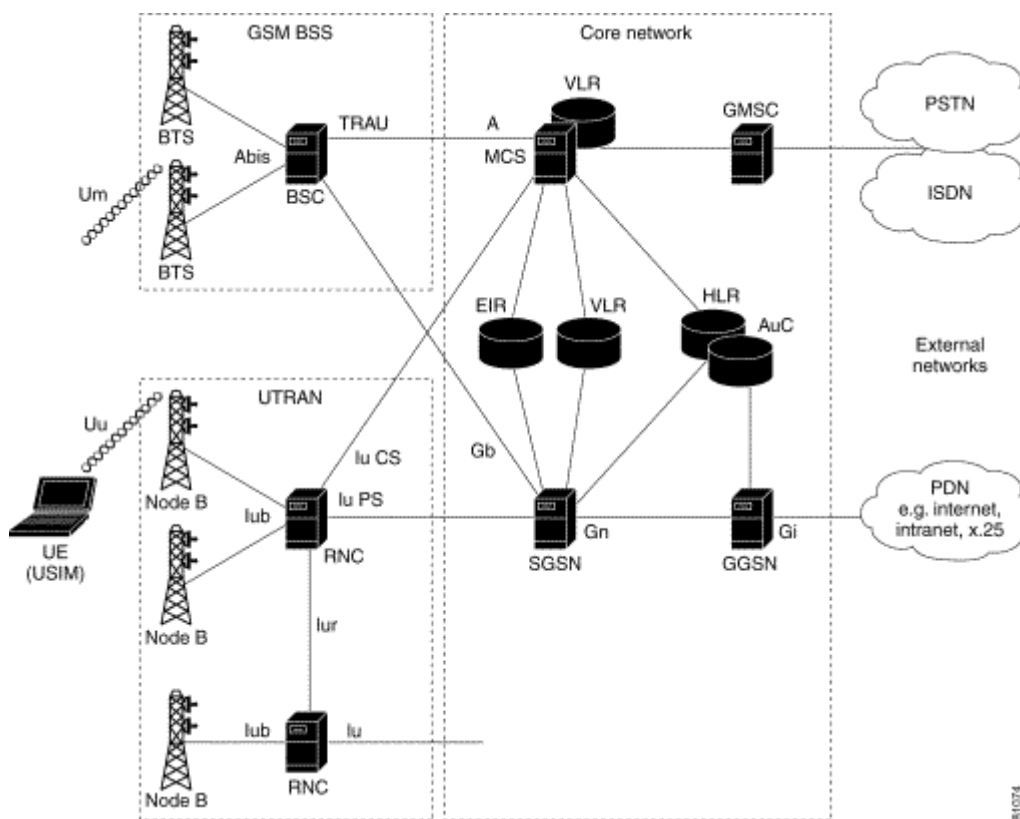 GSM BSS
Core network
BTS
Abis
TRAU
BSC
A
VLR
MCS
GMSC
PSTN
ISDN
Um
BTS
EIR
VLR
HLR
AuC
External
networks
UTRAN
Uu
Node B
Iub
Iu CS
Iu PS
RNC
Gb
SGSN
Gn
GGSN
Gi
PDN
e.g. internet,
intranet, x.25
UE
(USIM)
Node B
Iur
Node B
Iub
RNC
Iu
81074